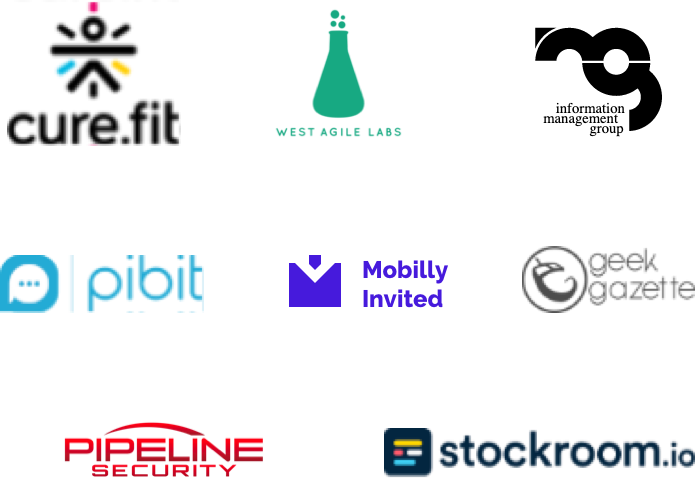 cure.fit
WEST AGILE LABS
information
management
group
pibit
Mobilly
Invited
geek
gazette
PIPELINE
SECURITY
stockroom.io